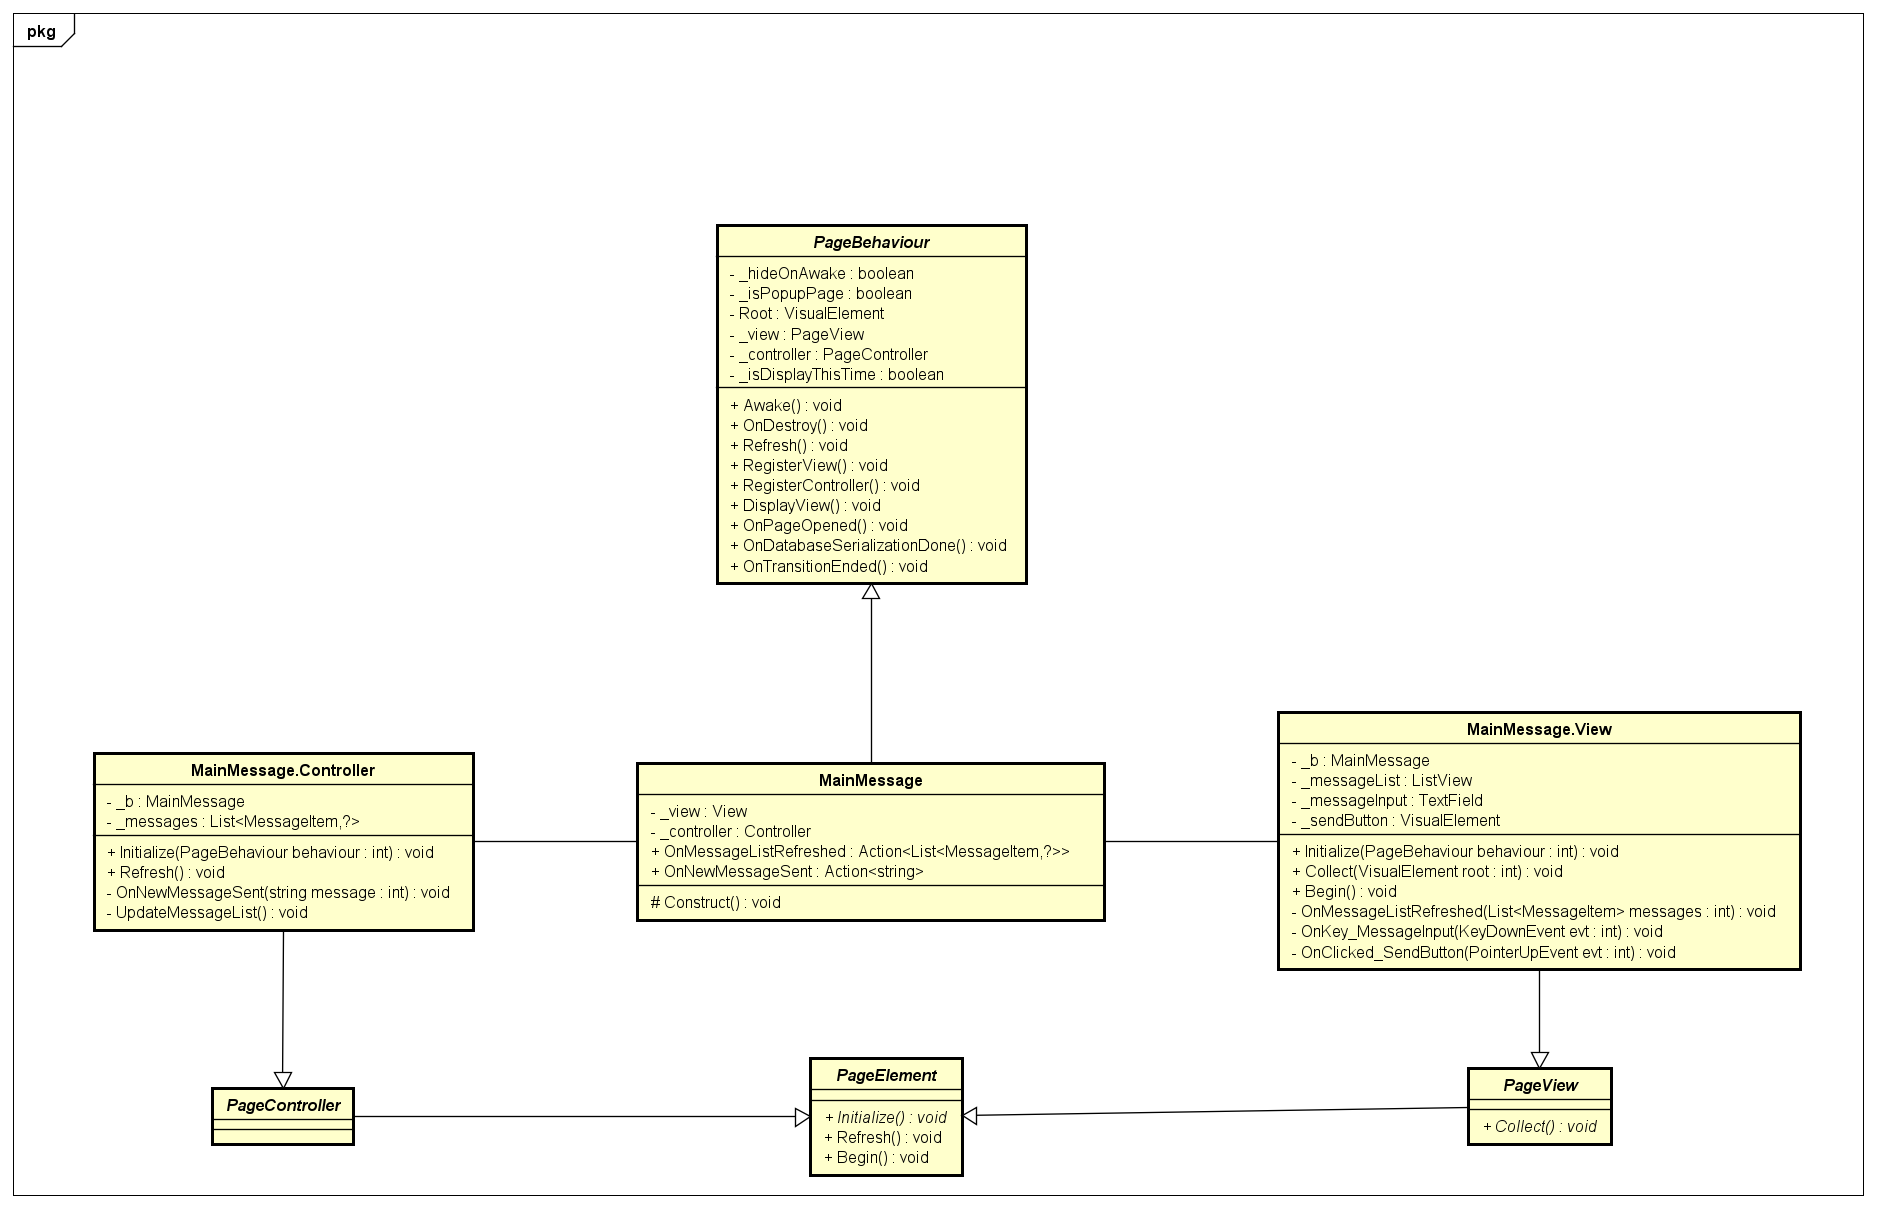 pkg
PageBehaviour
- _hideOnAwake : boolean
- _isPopupPage : boolean
- Root : VisualElement
- _view : PageView
- _controller : PageController
- _isDisplayThisTime : boolean
+ Awake() : void
+ OnDestroy() : void
+ Refresh() : void
+ RegisterView() : void
+ RegisterController() : void
+ DisplayView() : void
+ OnPageOpened() : void
+ OnDatabaseSerializationDone() : void
+ OnTransitionEnded() : void
MainMessage.Controller
- _b : MainMessage
- _messages : List<MessageItem,?>
+ Initialize(PageBehaviour behaviour : int) : void
+ Refresh() : void
- OnNewMessageSent(string message : int) : void
- UpdateMessageList() : void
MainMessage
- _view : View
- _controller : Controller
+ OnMessageListRefreshed : Action<List<MessageItem,?>>
+ OnNewMessageSent : Action<string>
# Construct() : void
MainMessage.View
- _b : MainMessage
- _messageList : ListView
- _messageInput : TextField
- _sendButton : VisualElement
+ Initialize(PageBehaviour behaviour : int) : void
+ Collect(VisualElement root : int) : void
+ Begin() : void
- OnMessageListRefreshed(List<MessageItem> messages : int) : void
- OnKey_MessageInput(KeyDownEvent evt : int) : void
- OnClicked_SendButton(PointerUpEvent evt : int) : void
PageController
PageElement
+ Initialize() : void
+ Refresh() : void
+ Begin() : void
PageView
+ Collect() : void